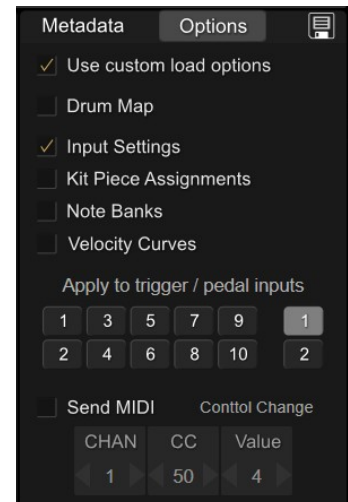 Metadata Options
Use custom load options
Drum Map
Input Settings
Kit Piece Assignments
Note Banks
Velocity Curves
Apply to trigger / pedal inputs
1 3 5 7 9 1
2 4 6 8 10 2
Send MIDI Conttol Change
CHAN CC Value
1 50 4